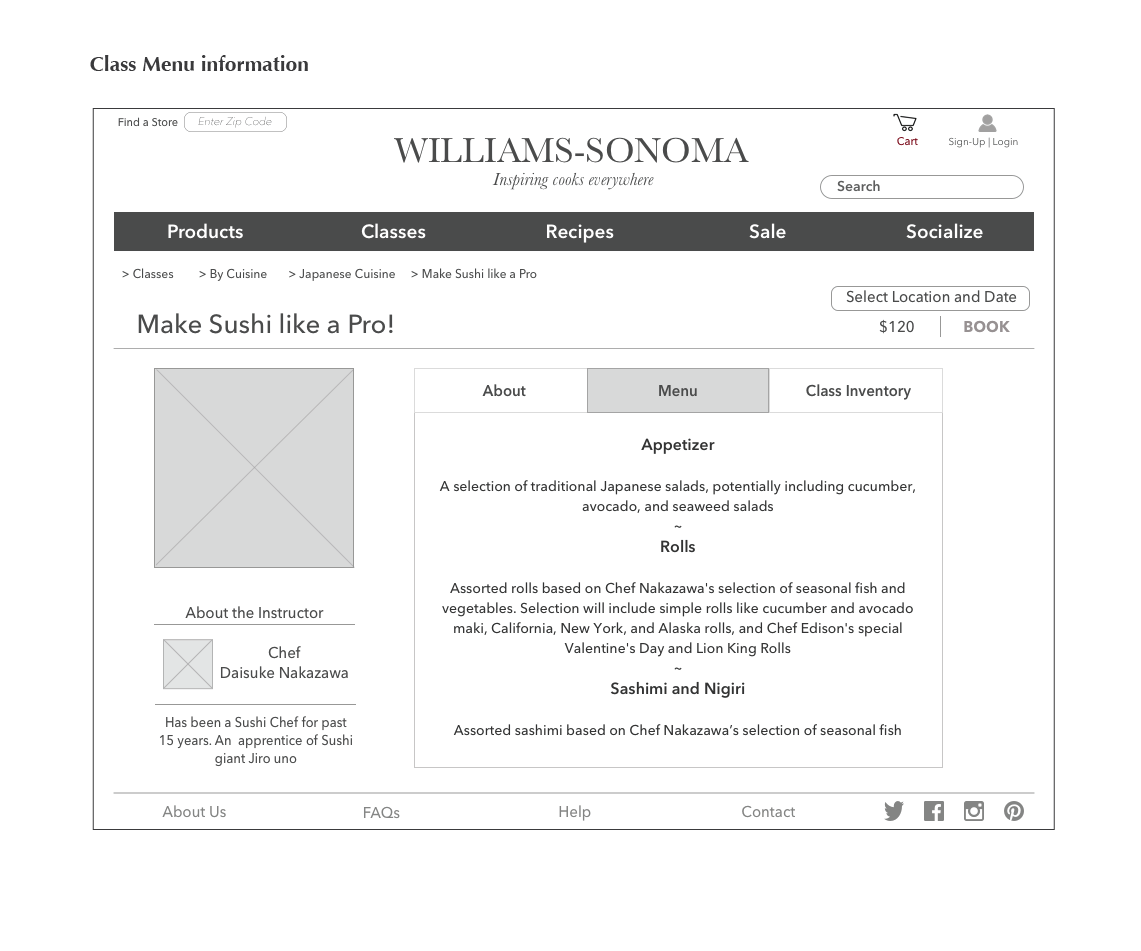 Class Menu information
Find a Store
Enter Zip Code
Cart
Sign-Up | Login
WILLIAMS-SONOMA
Inspiring cooks everywhere
Search
Products
Classes
Recipes
Sale
Socialize
> Classes
> By Cuisine
> Japanese Cuisine
> Make Sushi like a Pro
Select Location and Date
Make Sushi like a Pro!
$120
BOOK
About
Menu
Class Inventory
Appetizer
A selection of traditional Japanese salads, potentially including cucumber,
avocado, and seaweed salads
~
Rolls
Assorted rolls based on Chef Nakazawa's selection of seasonal fish and
vegetables. Selection will include simple rolls like cucumber and avocado
maki, California, New York, and Alaska rolls, and Chef Edison's special
Valentine's Day and Lion King Rolls
~
Sashimi and Nigiri
Assorted sashimi based on Chef Nakazawa’s selection of seasonal fish
About the Instructor
Chef
Daisuke Nakazawa
Has been a Sushi Chef for past
15 years. An  apprentice of Sushi
giant Jiro uno
About Us
FAQs
Help
Contact